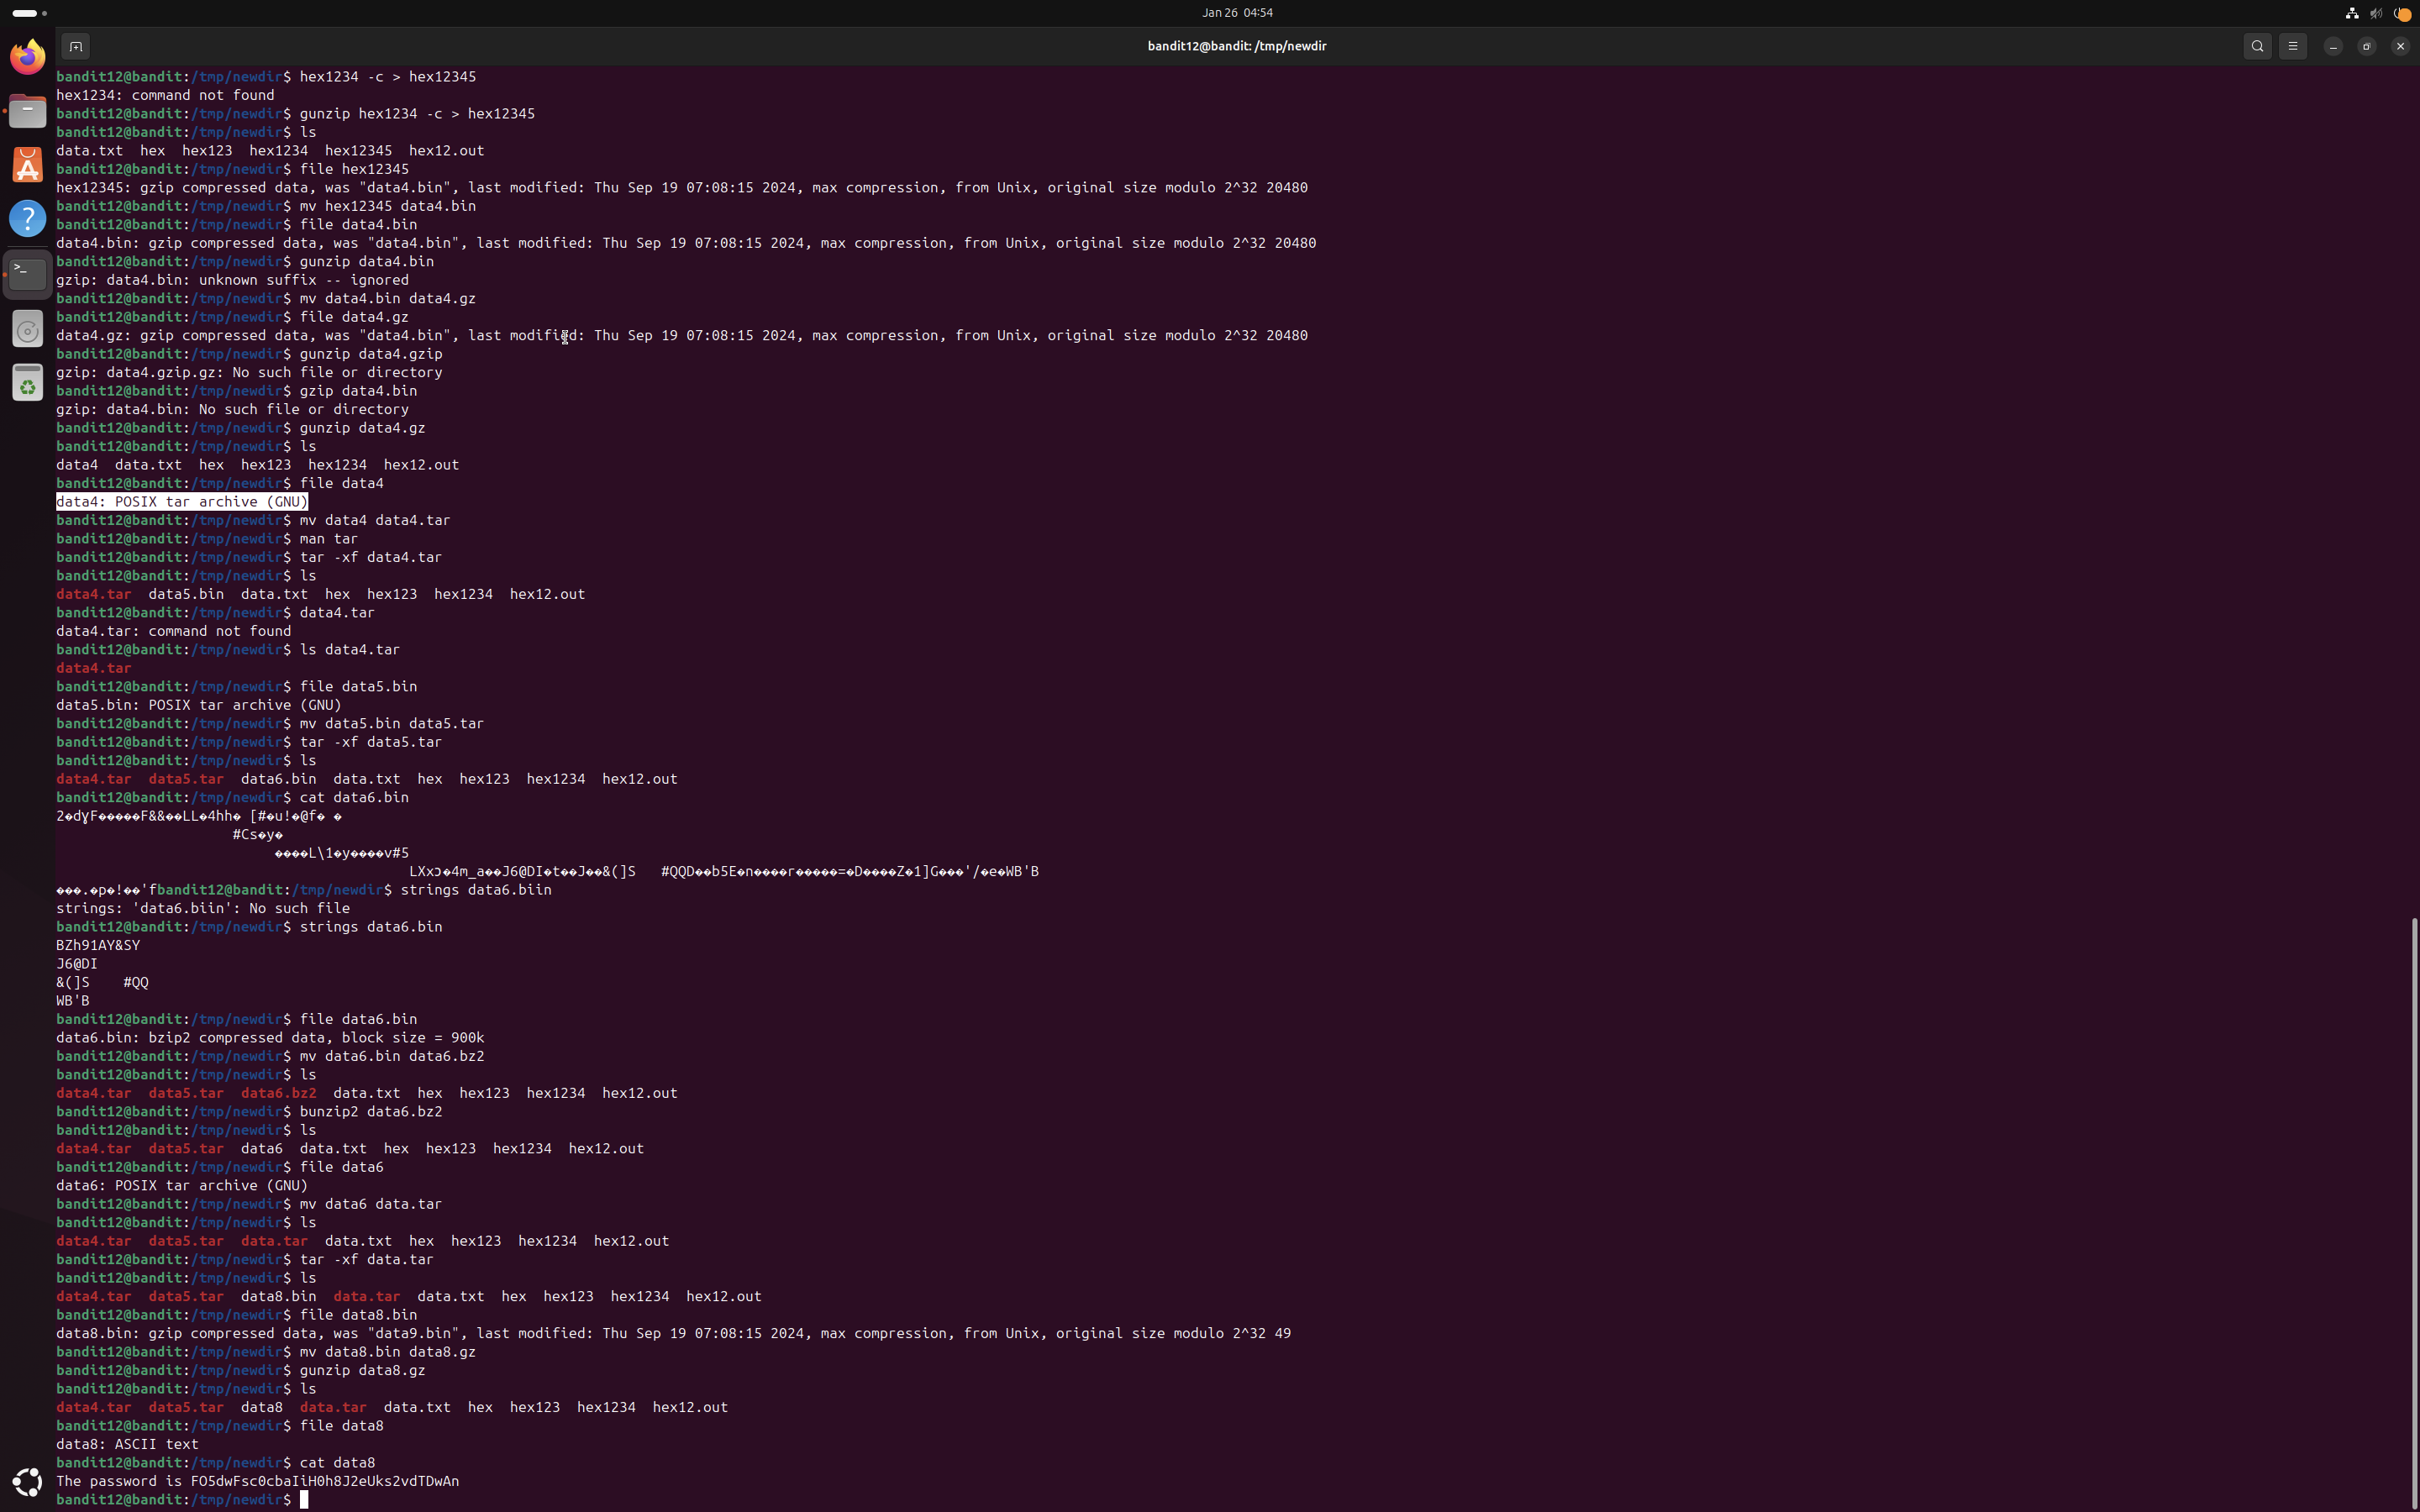 Jan 26 04:54
bandit12@bandit: /tmp/newdir
bandit12@bandit:/tmp/newdir$ hex1234 -c > hex12345
hex1234: command not found
bandit12@bandit:/tmp/newdir$ gunzip hex1234 -c > hex12345
bandit12@bandit:/tmp/newdir$ ls
data.txt  hex  hex123  hex1234  hex12345  hex12.out
bandit12@bandit:/tmp/newdir$ file hex12345
hex12345: gzip compressed data, was "data4.bin", last modified: Thu Sep 19 07:08:15 2024, max compression, from Unix, original size modulo 2^32 20480
bandit12@bandit:/tmp/newdir$ mv hex12345 data4.bin
bandit12@bandit:/tmp/newdir$ file data4.bin
data4.bin: gzip compressed data, was "data4.bin", last modified: Thu Sep 19 07:08:15 2024, max compression, from Unix, original size modulo 2^32 20480
bandit12@bandit:/tmp/newdir$ gunzip data4.bin
gzip: data4.bin: unknown suffix -- ignored
bandit12@bandit:/tmp/newdir$ mv data4.bin data4.gz
bandit12@bandit:/tmp/newdir$ file data4.gz
data4.gz: gzip compressed data, was "data4.bin", last modified: Thu Sep 19 07:08:15 2024, max compression, from Unix, original size modulo 2^32 20480
bandit12@bandit:/tmp/newdir$ gunzip data4.gzip
gzip: data4.gzip.gz: No such file or directory
bandit12@bandit:/tmp/newdir$ gzip data4.bin
gzip: data4.bin: No such file or directory
bandit12@bandit:/tmp/newdir$ gunzip data4.gz
bandit12@bandit:/tmp/newdir$ ls
data4  data.txt  hex  hex123  hex1234  hex12.out
bandit12@bandit:/tmp/newdir$ file data4
data4: POSIX tar archive (GNU)
bandit12@bandit:/tmp/newdir$ mv data4 data4.tar
bandit12@bandit:/tmp/newdir$ man tar
bandit12@bandit:/tmp/newdir$ tar -xf data4.tar
bandit12@bandit:/tmp/newdir$ ls
data4.tar  data5.bin  data.txt  hex  hex123  hex1234  hex12.out
bandit12@bandit:/tmp/newdir$ data4.tar
data4.tar: command not found
bandit12@bandit:/tmp/newdir$ ls data4.tar
data4.tar
bandit12@bandit:/tmp/newdir$ file data5.bin
data5.bin: POSIX tar archive (GNU)
bandit12@bandit:/tmp/newdir$ mv data5.bin data5.tar
bandit12@bandit:/tmp/newdir$ tar -xf data5.tar
bandit12@bandit:/tmp/newdir$ ls
data4.tar  data5.tar  data6.bin  data.txt  hex  hex123  hex1234  hex12.out
bandit12@bandit:/tmp/newdir$ cat data6.bin
2�dɣF�����F&&��LL�4hh� [#�u!�@f� �
#Cs�y�
����L\1�y����v#5
LXxכ�4m_a��J6@DI�t��J��&(]S   #QQD��b5E�n����r�����=�D����Z�1]G���'/�e�WB'B
���.�p�!��'fbandit12@bandit:/tmp/newdir$ strings data6.biin
strings: 'data6.biin': No such file
bandit12@bandit:/tmp/newdir$ strings data6.bin
BZh91AY&SY
J6@DI
&(]S    #QQ
WB'B
bandit12@bandit:/tmp/newdir$ file data6.bin
data6.bin: bzip2 compressed data, block size = 900k
bandit12@bandit:/tmp/newdir$ mv data6.bin data6.bz2
bandit12@bandit:/tmp/newdir$ ls
data4.tar  data5.tar  data6.bz2  data.txt  hex  hex123  hex1234  hex12.out
bandit12@bandit:/tmp/newdir$ bunzip2 data6.bz2
bandit12@bandit:/tmp/newdir$ ls
data4.tar  data5.tar  data6  data.txt  hex  hex123  hex1234  hex12.out
bandit12@bandit:/tmp/newdir$ file data6
data6: POSIX tar archive (GNU)
bandit12@bandit:/tmp/newdir$ mv data6 data.tar
bandit12@bandit:/tmp/newdir$ ls
data4.tar  data5.tar  data.tar  data.txt  hex  hex123  hex1234  hex12.out
bandit12@bandit:/tmp/newdir$ tar -xf data.tar
bandit12@bandit:/tmp/newdir$ ls
data4.tar  data5.tar  data8.bin  data.tar  data.txt  hex  hex123  hex1234  hex12.out
bandit12@bandit:/tmp/newdir$ file data8.bin
data8.bin: gzip compressed data, was "data9.bin", last modified: Thu Sep 19 07:08:15 2024, max compression, from Unix, original size modulo 2^32 49
bandit12@bandit:/tmp/newdir$ mv data8.bin data8.gz
bandit12@bandit:/tmp/newdir$ gunzip data8.gz
bandit12@bandit:/tmp/newdir$ ls
data4.tar  data5.tar  data8  data.tar  data.txt  hex  hex123  hex1234  hex12.out
bandit12@bandit:/tmp/newdir$ file data8
data8: ASCII text
bandit12@bandit:/tmp/newdir$ cat data8
The password is FO5dwFsc0cbaIiH0h8J2eUks2vdTDwAn
bandit12@bandit:/tmp/newdir$